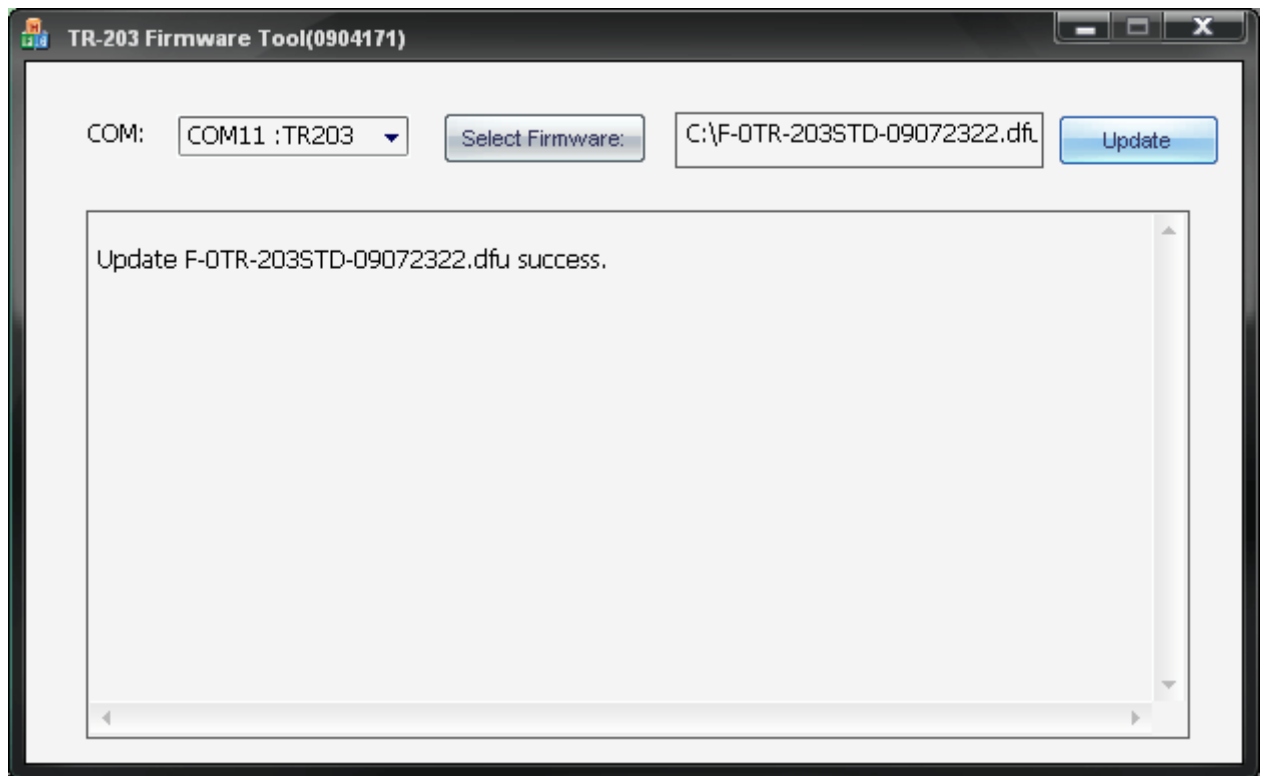 TR-203 Firmware Tool(0904171)
COM: COM11 :TR203 Select Firmware: C:\F-0TR-203STD-09072322.dfu Update
Update F-0TR-203STD-09072322.dfu success.